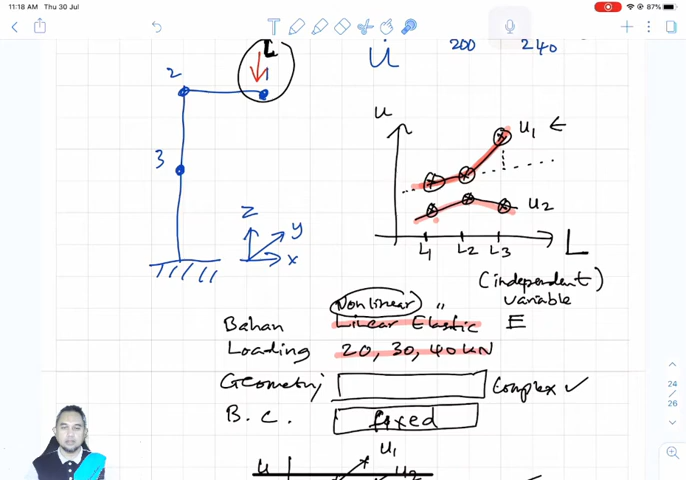 11:18 AM Thu 30 Jul
87%
L
1
2
3
z
y
x
ü
200 240
u
u1 ←
u2
L1 L2 L3 L
(independent)
variable
Nonlinear "
Bahan Linear Elastic E
Loading 20, 30, 40 KN
Geometri Complex ✓
B.C. fixed
u1
u
u2
24
/
26